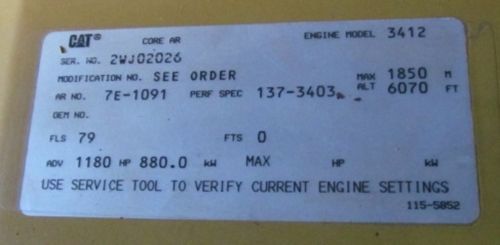 CAT® CORE AR ENGINE MODEL 3412
SER. NO. 2WJ02026
MODIFICATION NO. SEE ORDER MAX ALT 1850 M 6070 FT
AR NO. 7E-1091 PERF SPEC 137-3403
OEM NO.
FLS 79 FTS 0
ADV 1180 HP 880.0 kW MAX HP kW
USE SERVICE TOOL TO VERIFY CURRENT ENGINE SETTINGS
115-5852